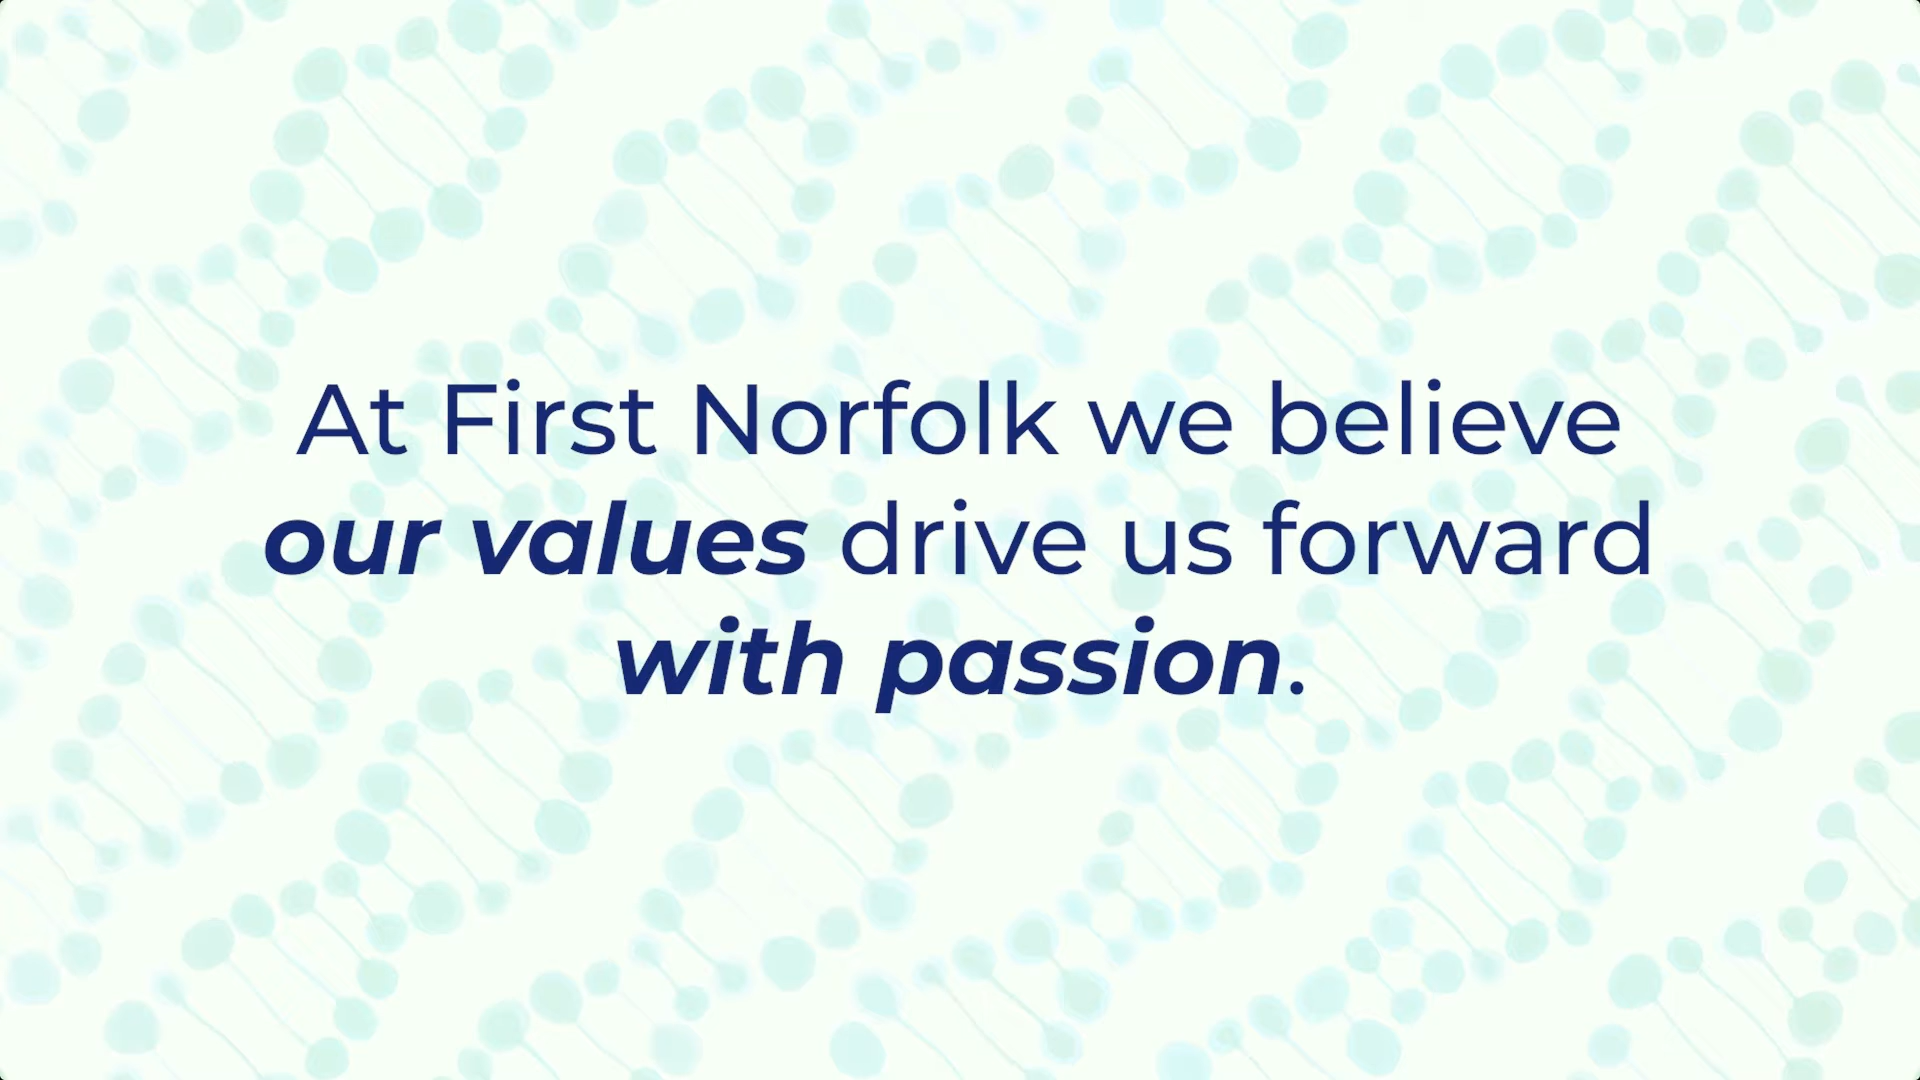 At First Norfolk we believe
our values drive us forward
with passion.